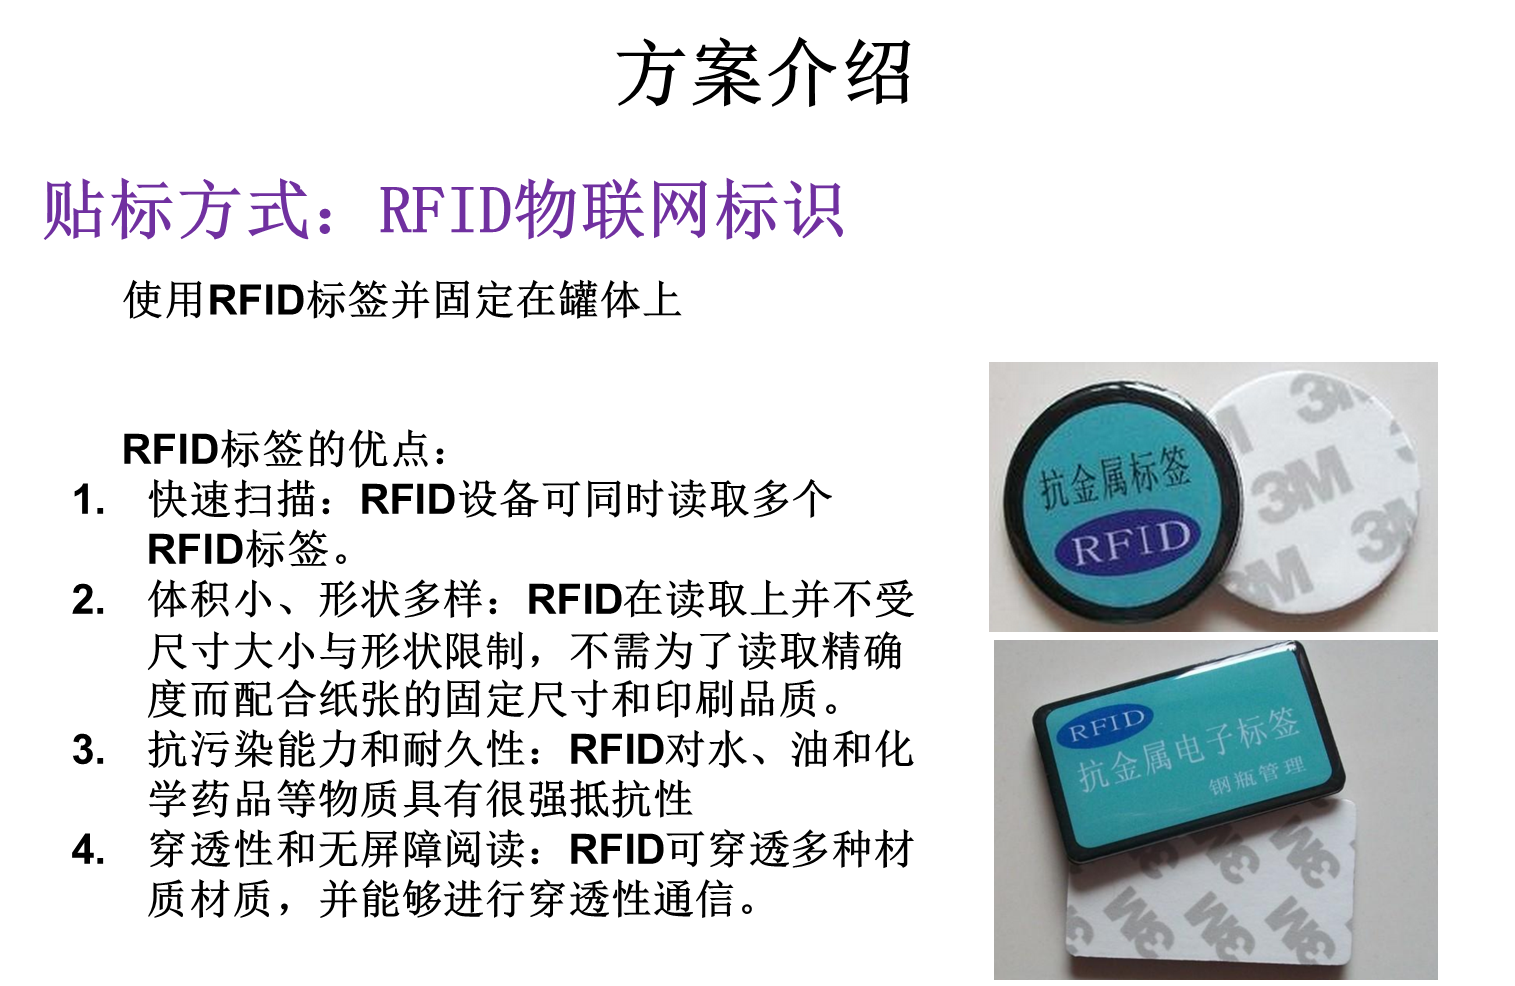 方案介绍
贴标方式：RFID物联网标识
使用RFID标签并固定在罐体上
RFID标签的优点：
1. 快速扫描：RFID设备可同时读取多个
RFID标签。
2. 体积小、形状多样：RFID在读取上并不受
尺寸大小与形状限制，不需为了读取精确
度而配合纸张的固定尺寸和印刷品质。
3. 抗污染能力和耐久性：RFID对水、油和化
学药品等物质具有很强抵抗性
4. 穿透性和无屏障阅读：RFID可穿透多种材
质材质，并能够进行穿透性通信。
抗金属标签
RFID
3M
3M
3M
3M
RFID
抗金属电子标签
钢瓶管理
3M
3M
3M
3M
3M
3M